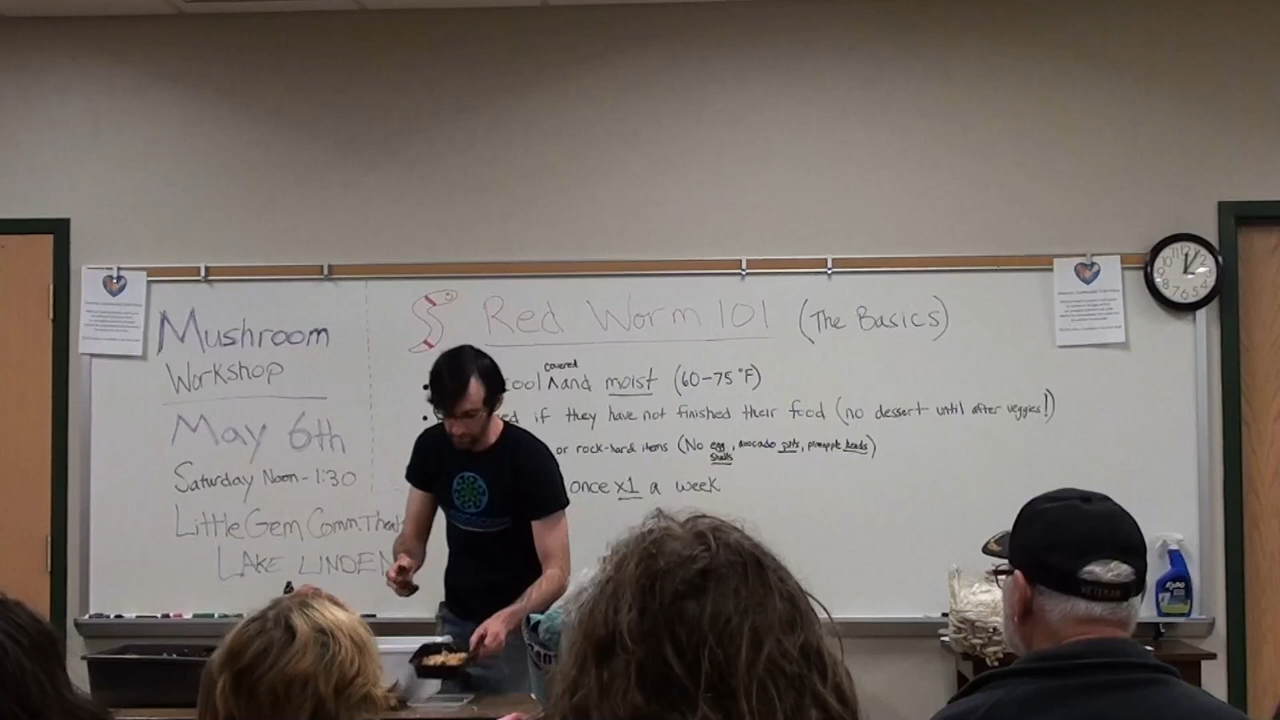 Mushroom
Workshop
May 6th
Saturday Noon - 1:30
Little Gem Comm. Theat
LAKE LINDEN
Red Worm 101 (The Basics)
cool ^ covered and moist (60-75 °F)
if they have not finished their food (no dessert until after veggies!)
or rock-hard items (No egg shells, avocado pits, pineapple heads)
once x1 a week
VETERAN
EXPO